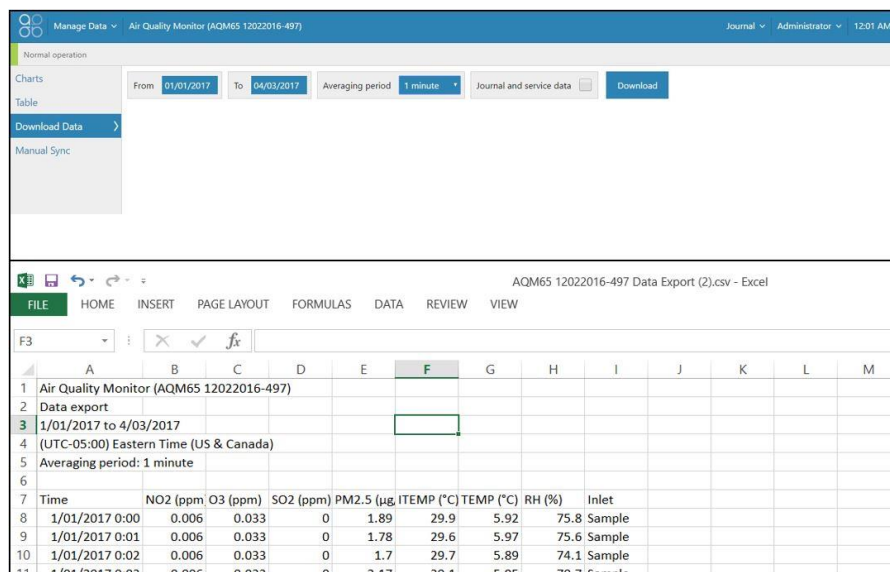 Manage Data Air Quality Monitor (AQM65 12022016-497) Journal Administrator 12:01 AM
Normal operation
Charts
From 01/01/2017 To 04/03/2017 Averaging period 1 minute Journal and service data Download
Table
Download Data
Manual Sync
AQM65 12022016-497 Data Export (2).csv - Excel
FILE HOME INSERT PAGE LAYOUT FORMULAS DATA REVIEW VIEW
F3 fx
A B C D E F G H I J K L M
1 Air Quality Monitor (AQM65 12022016-497)
2 Data export
3 1/01/2017 to 4/03/2017
4 (UTC-05:00) Eastern Time (US & Canada)
5 Averaging period: 1 minute
6
7 Time NO2 (ppm) O3 (ppm) SO2 (ppm) PM2.5 (µg, ITEMP (°C) TEMP (°C) RH (%) Inlet
8 1/01/2017 0:00 0.006 0.033 0 1.89 29.9 5.92 75.8 Sample
9 1/01/2017 0:01 0.006 0.033 0 1.78 29.6 5.97 75.6 Sample
10 1/01/2017 0:02 0.006 0.033 0 1.7 29.7 5.89 74.1 Sample